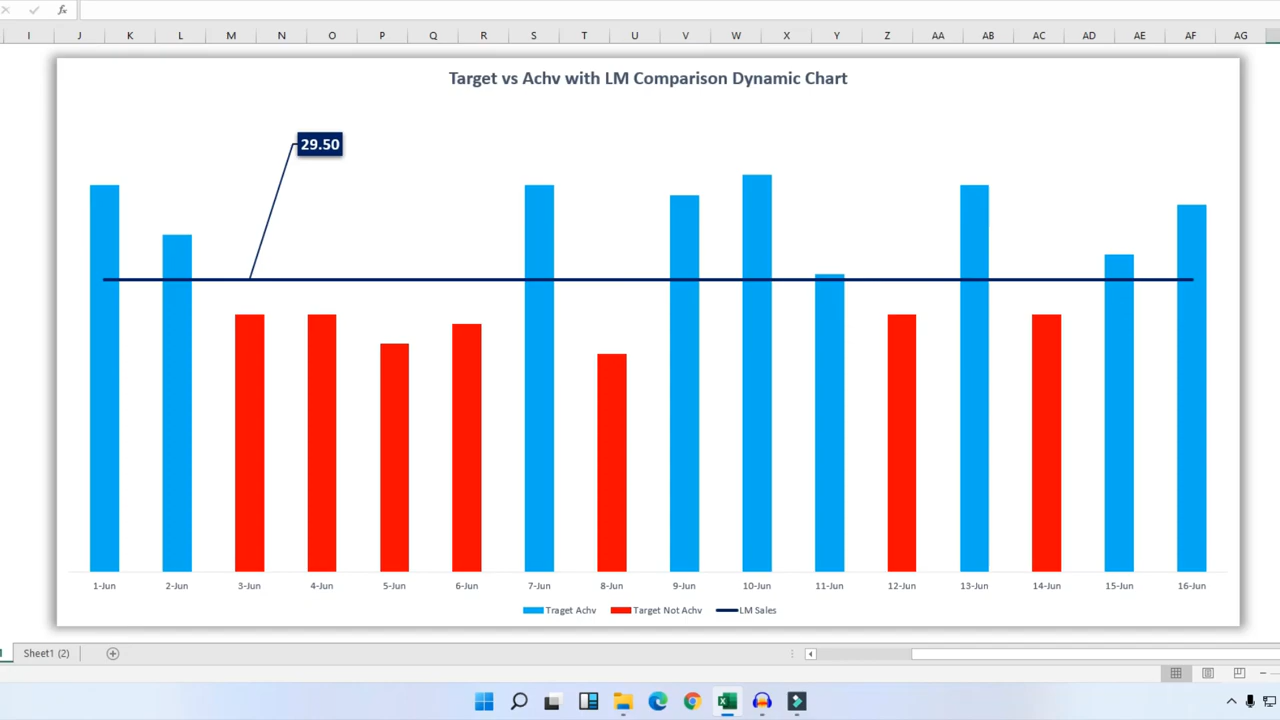 fx
I J K L M N O P Q R S T U V W X Y Z AA AB AC AD AE AF AG
Target vs Achv with LM Comparison Dynamic Chart
29.50
1-Jun 2-Jun 3-Jun 4-Jun 5-Jun 6-Jun 7-Jun 8-Jun 9-Jun 10-Jun 11-Jun 12-Jun 13-Jun 14-Jun 15-Jun 16-Jun
Traget Achv Target Not Achv LM Sales
Sheet1 (2)